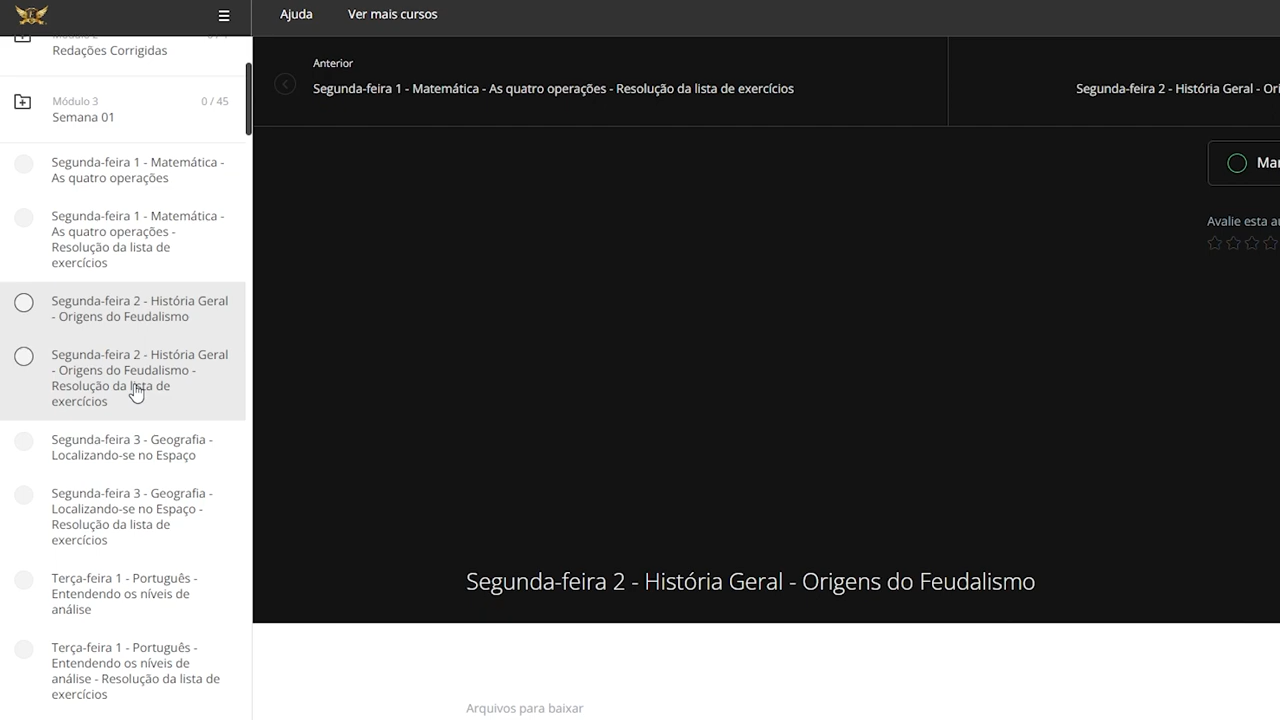 Ajuda
Ver mais cursos
Módulo 2
Redações Corrigidas
Módulo 3
0 / 45
Semana 01
Segunda-feira 1 - Matemática -
As quatro operações
Segunda-feira 1 - Matemática -
As quatro operações -
Resolução da lista de
exercícios
Segunda-feira 2 - História Geral
- Origens do Feudalismo
Segunda-feira 2 - História Geral
- Origens do Feudalismo -
Resolução da lista de
exercícios
Segunda-feira 3 - Geografia -
Localizando-se no Espaço
Segunda-feira 3 - Geografia -
Localizando-se no Espaço -
Resolução da lista de
exercícios
Terça-feira 1 - Português -
Entendendo os níveis de
análise
Terça-feira 1 - Português -
Entendendo os níveis de
análise - Resolução da lista de
exercícios
Anterior
Segunda-feira 1 - Matemática - As quatro operações - Resolução da lista de exercícios
Segunda-feira 2 - História Geral - Ori
Mar
Avalie esta au
Segunda-feira 2 - História Geral - Origens do Feudalismo
Arquivos para baixar